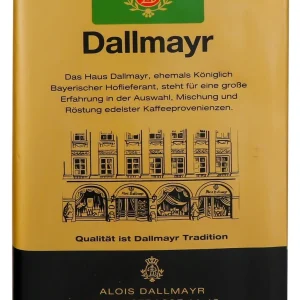 Dallmayr
Das Haus Dallmayr, ehemals Königlich
Bayerischer Hoflieferant, steht für eine große
Erfahrung in der Auswahl, Mischung und
Röstung edelster Kaffeeprovenienzen.
Qualität ist Dallmayr Tradition
ALOIS DALLMAYR